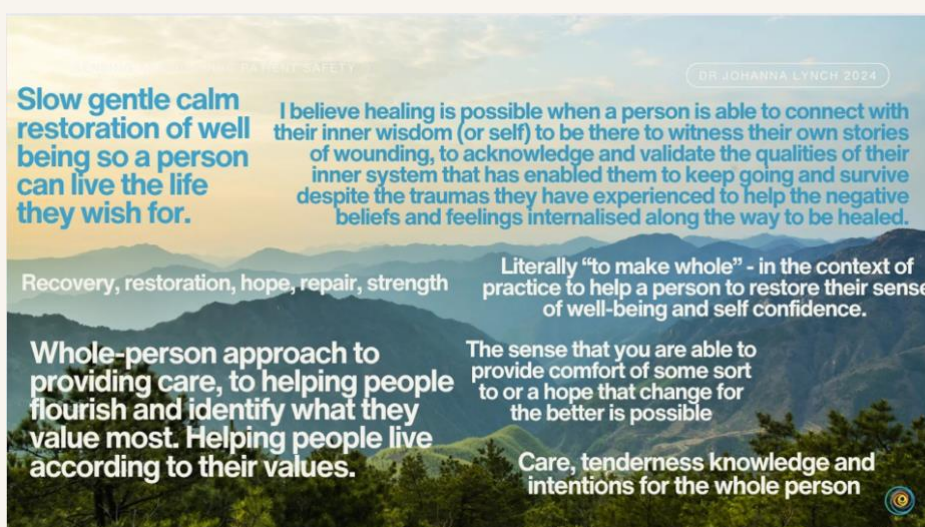 PATIENT SAFETY
DR JOHANNA LYNCH 2024
Slow gentle calm
restoration of well
being so a person
can live the life
they wish for.
I believe healing is possible when a person is able to connect with
their inner wisdom (or self) to be there to witness their own stories
of wounding, to acknowledge and validate the qualities of their
inner system that has enabled them to keep going and survive
despite the traumas they have experienced to help the negative
beliefs and feelings internalised along the way to be healed.
Recovery, restoration, hope, repair, strength
Literally “to make whole” - in the context of
practice to help a person to restore their sense
of well-being and self confidence.
Whole-person approach to
providing care, to helping people
flourish and identify what they
value most. Helping people live
according to their values.
The sense that you are able to
provide comfort of some sort
to or a hope that change for
the better is possible
Care, tenderness knowledge and
intentions for the whole person